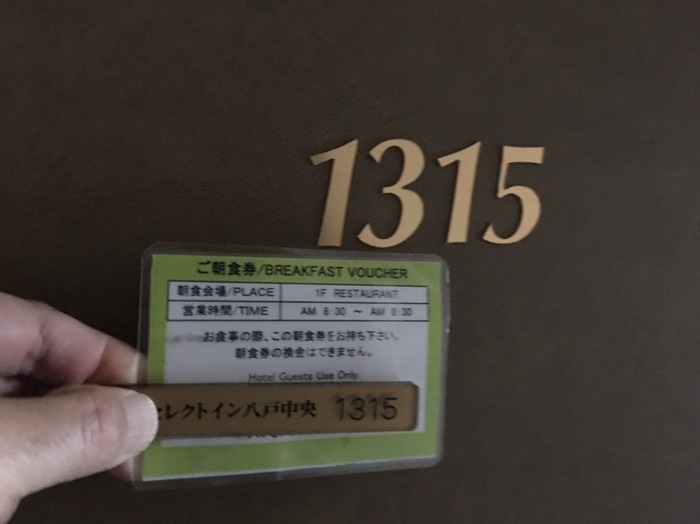 1315
ご朝食券/BREAKFAST VOUCHER
朝食会場/PLACE 1F RESTAURANT
営業時間/TIME AM 6:30 ～ AM 8:30
お食事の際、この朝食券をお持ち下さい。
朝食券の換金はできません。
Hotel Guests Use Only
セレクトイン八戸中央 1315